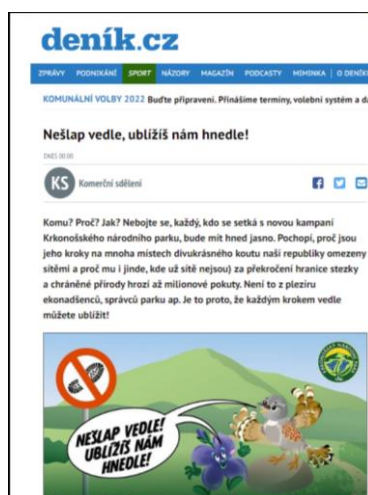 deník.cz
ZPRÁVY PODNIKÁNÍ SPORT NÁZORY MAGAZÍN PODCASTY MIMINKA O DENÍKU
KOMUNÁLNÍ VOLBY 2022 Buďte připraveni. Přinášíme termíny, volební systém a da
Nešlap vedle, ublížíš nám hnedle!
DNES 00:00
KS Komerční sdělení
Komu? Proč? Jak? Nebojte se, každý, kdo se setká s novou kampaní
Krkonošského národního parku, bude mít hned jasno. Pochopí, proč jsou
jeho kroky na mnoha místech divukrásného koutu naší republiky omezeny
sítěmi a proč mu i jinde, kde už sítě nejsou) za překročení hranice stezky
a chráněné přírody hrozí až milionové pokuty. Není to z plezíru
ekonadšenců, správců parku ap. Je to proto, že každým krokem vedle
můžete ublížit!
NEŠLAP VEDLE!
UBLÍŽÍŠ NÁM
HNEDLE!